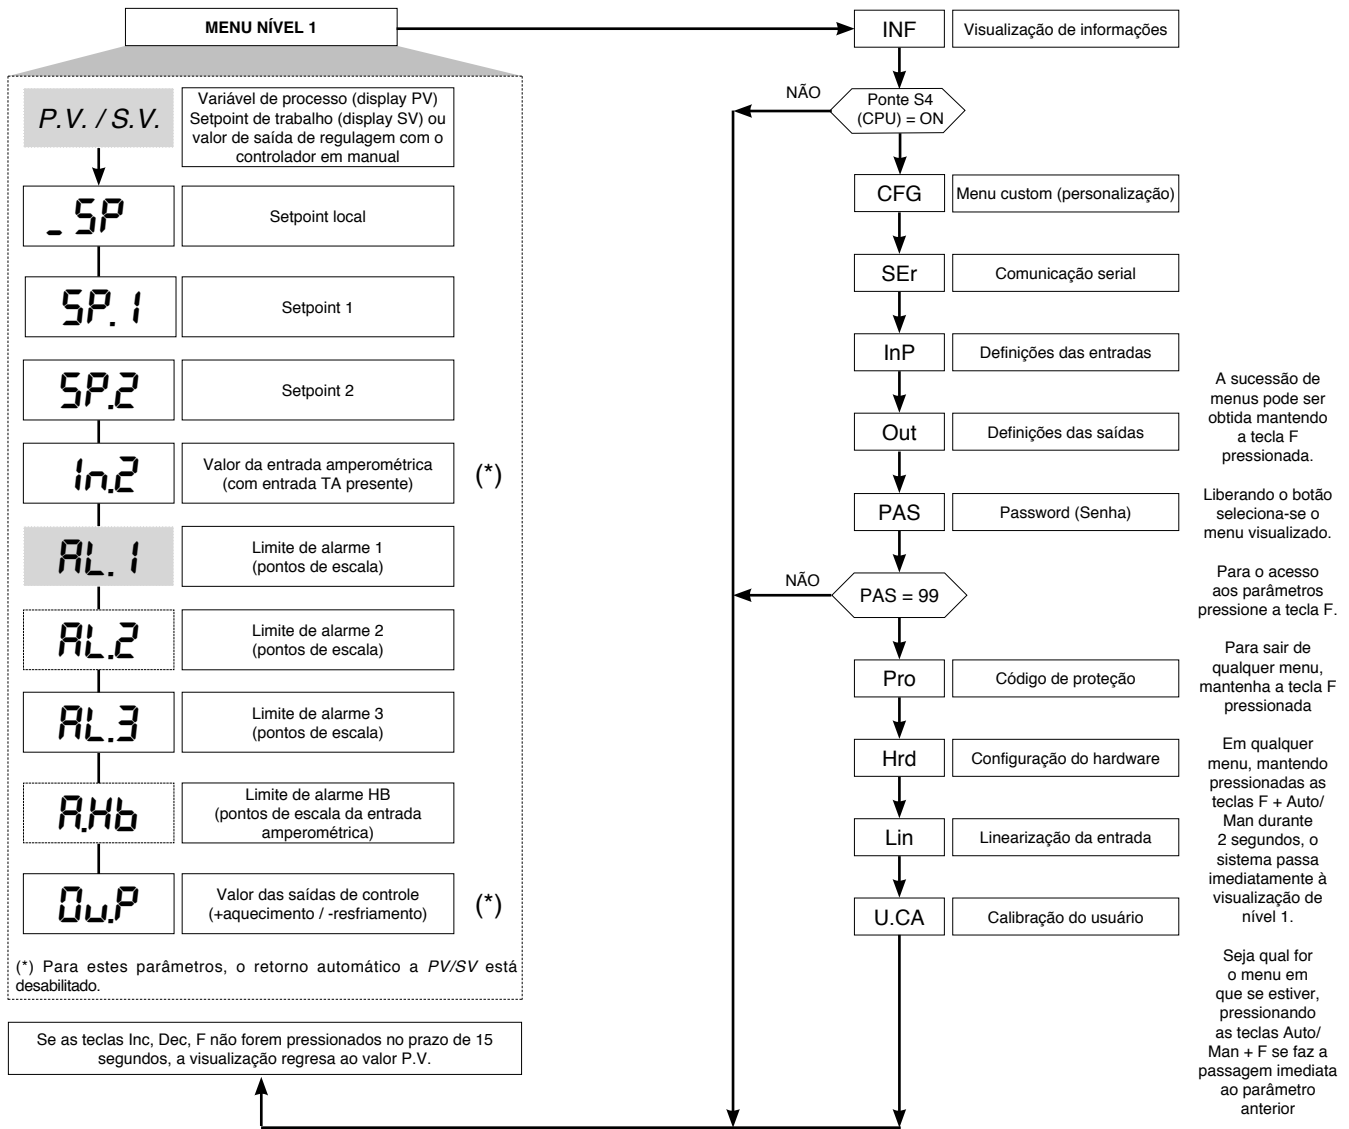 MENU NÍVEL 1
P.V. / S.V.
Variável de processo (display PV)
Setpoint de trabalho (display SV) ou
valor de saída de regulagem com o
controlador em manual
_SP
Setpoint local
SP.1
Setpoint 1
SP.2
Setpoint 2
In.2
Valor da entrada amperométrica
(com entrada TA presente)
(*)
AL.1
Limite de alarme 1
(pontos de escala)
AL.2
Limite de alarme 2
(pontos de escala)
AL.3
Limite de alarme 3
(pontos de escala)
A.Hb
Limite de alarme HB
(pontos de escala da entrada
amperométrica)
Ou.P
Valor das saídas de controle
(+aquecimento / -resfriamento)
(*)
(*) Para estes parâmetros, o retorno automático a PV/SV está
desabilitado.
Se as teclas Inc, Dec, F não forem pressionados no prazo de 15
segundos, a visualização regresa ao valor P.V.
INF
Visualização de informações
NÃO
Ponte S4
(CPU) = ON
CFG
Menu custom (personalização)
SEr
Comunicação serial
InP
Definições das entradas
Out
Definições das saídas
PAS
Password (Senha)
NÃO
PAS = 99
Pro
Código de proteção
Hrd
Configuração do hardware
Lin
Linearização da entrada
U.CA
Calibração do usuário
A sucessão de
menus pode ser
obtida mantendo
a tecla F
pressionada.
Liberando o botão
seleciona-se o
menu visualizado.
Para o acesso
aos parâmetros
pressione a tecla F.
Para sair de
qualquer menu,
mantenha a tecla F
pressionada
Em qualquer
menu, mantendo
pressionadas as
teclas F + Auto/
Man durante
2 segundos, o
sistema passa
imediatamente à
visualização de
nível 1.
Seja qual for
o menu em
que se estiver,
pressionando
as teclas Auto/
Man + F se faz a
passagem imediata
ao parâmetro
anterior